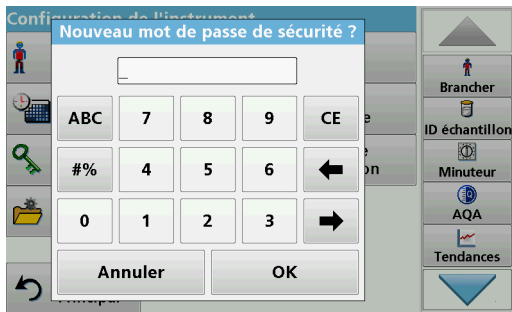 Configuration de l'instrument
Nouveau mot de passe de sécurité ?
_
ABC 7 8 9 CE
#% 4 5 6
0 1 2 3
Annuler OK
Principal
Brancher
ID échantillon
Minuteur
AQA
Tendances